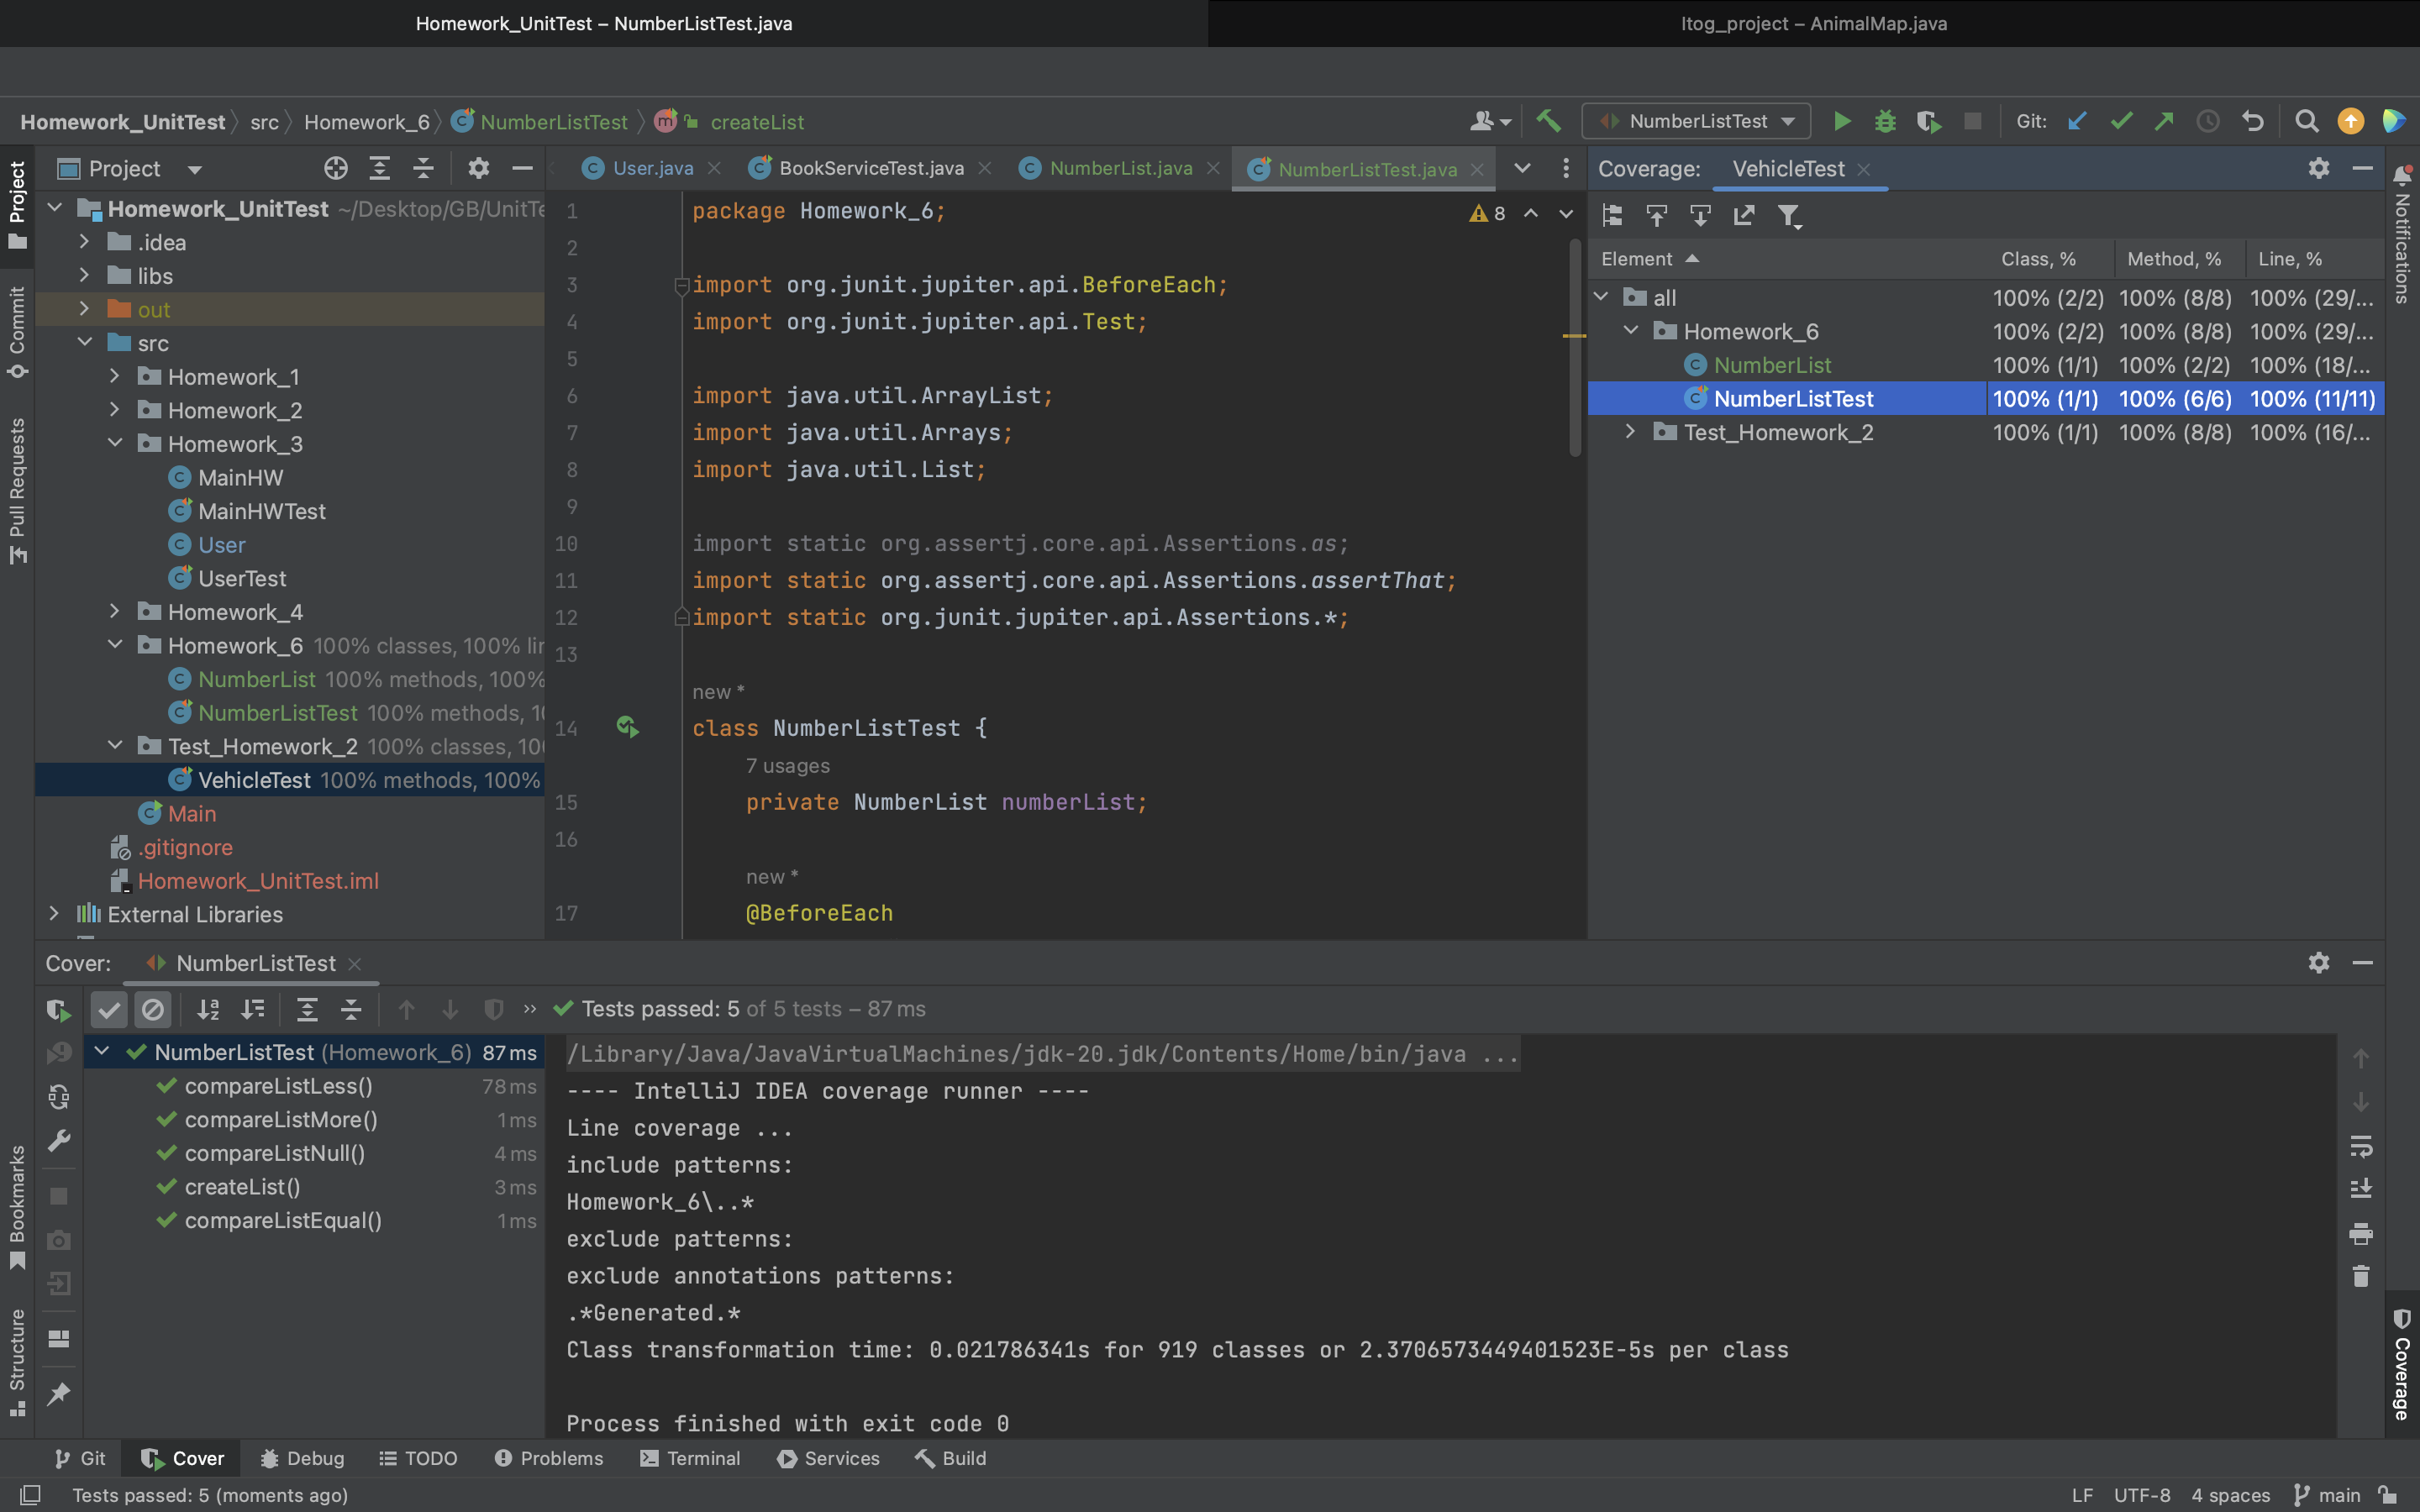 Homework_UnitTest – NumberListTest.java
Itog_project – AnimalMap.java
Homework_UnitTest
src
Homework_6
NumberListTest
createList
NumberListTest
Git:
Project
Commit
Pull Requests
Bookmarks
Structure
Project
Homework_UnitTest ~/Desktop/GB/UnitTe
.idea
libs
out
src
Homework_1
Homework_2
Homework_3
MainHW
MainHWTest
User
UserTest
Homework_4
Homework_6 100% classes, 100% lin
NumberList 100% methods, 100%
NumberListTest 100% methods, 10
Test_Homework_2 100% classes, 100
VehicleTest 100% methods, 100%
Main
.gitignore
Homework_UnitTest.iml
External Libraries
User.java
BookServiceTest.java
NumberList.java
NumberListTest.java
8
1 package Homework_6;
2
3 import org.junit.jupiter.api.BeforeEach;
4 import org.junit.jupiter.api.Test;
5
6 import java.util.ArrayList;
7 import java.util.Arrays;
8 import java.util.List;
9
10 import static org.assertj.core.api.Assertions.as;
11 import static org.assertj.core.api.Assertions.assertThat;
12 import static org.junit.jupiter.api.Assertions.*;
13
new *
14 class NumberListTest {
7 usages
15 private NumberList numberList;
16
new *
17 @BeforeEach
Coverage: VehicleTest
Element Class, % Method, % Line, %
all 100% (2/2) 100% (8/8) 100% (29/...
Homework_6 100% (2/2) 100% (8/8) 100% (29/...
NumberList 100% (1/1) 100% (2/2) 100% (18/...
NumberListTest 100% (1/1) 100% (6/6) 100% (11/11)
Test_Homework_2 100% (1/1) 100% (8/8) 100% (16/...
Notifications
Coverage
Cover: NumberListTest
Tests passed: 5 of 5 tests – 87 ms
NumberListTest (Homework_6) 87 ms
compareListLess() 78 ms
compareListMore() 1 ms
compareListNull() 4 ms
createList() 3 ms
compareListEqual() 1 ms
/Library/Java/JavaVirtualMachines/jdk-20.jdk/Contents/Home/bin/java ...
---- IntelliJ IDEA coverage runner ----
Line coverage ...
include patterns:
Homework_6\..*
exclude patterns:
exclude annotations patterns:
.*Generated.*
Class transformation time: 0.021786341s for 919 classes or 2.3706573449401523E-5s per class
Process finished with exit code 0
Git
Cover
Debug
TODO
Problems
Terminal
Services
Build
Tests passed: 5 (moments ago)
LF UTF-8 4 spaces main